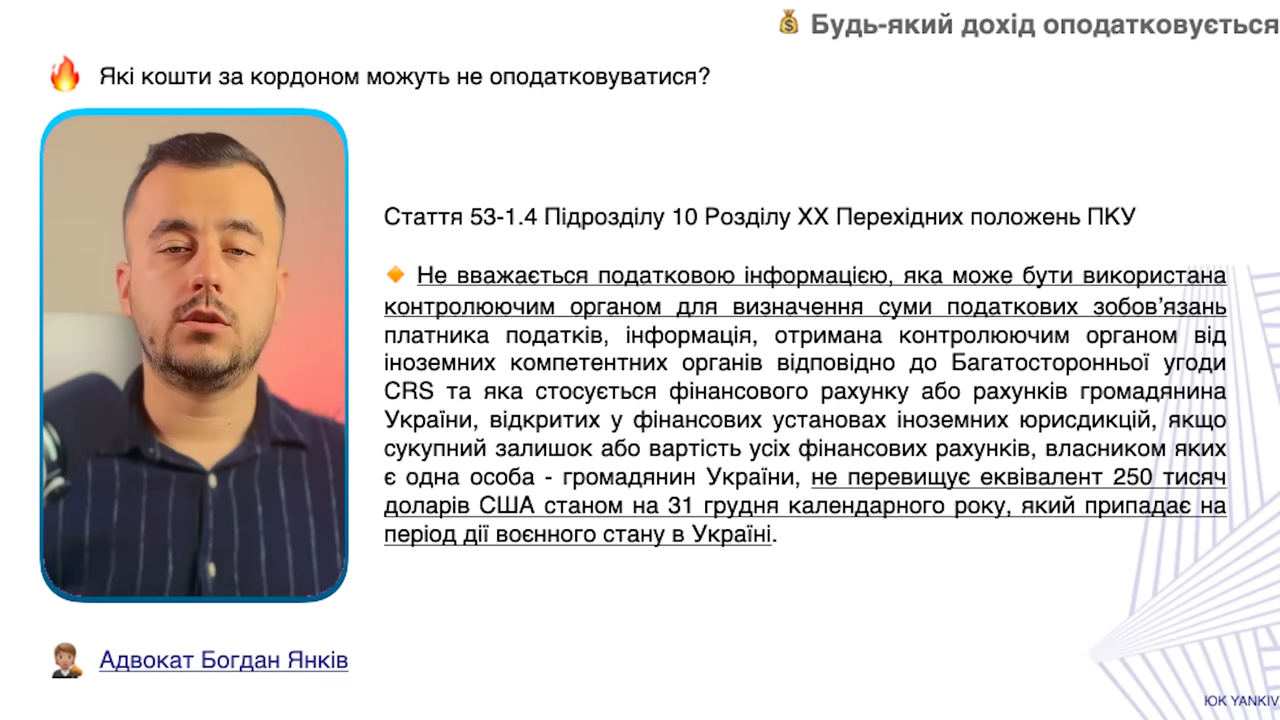 Будь-який дохід оподатковується
Які кошти за кордоном можуть не оподатковуватися?
Стаття 53-1.4 Підрозділу 10 Розділу ХХ Перехідних положень ПКУ
Не вважається податковою інформацією, яка може бути використана
контролюючим органом для визначення суми податкових зобов’язань
платника податків, інформація, отримана контролюючим органом від
іноземних компетентних органів відповідно до Багатосторонньої угоди
CRS та яка стосується фінансового рахунку або рахунків громадянина
України, відкритих у фінансових установах іноземних юрисдикцій, якщо
сукупний залишок або вартість усіх фінансових рахунків, власником яких
є одна особа - громадянин України, не перевищує еквівалент 250 тисяч
доларів США станом на 31 грудня календарного року, який припадає на
період дії воєнного стану в Україні.
Адвокат Богдан Янків
ЮК YANKIV